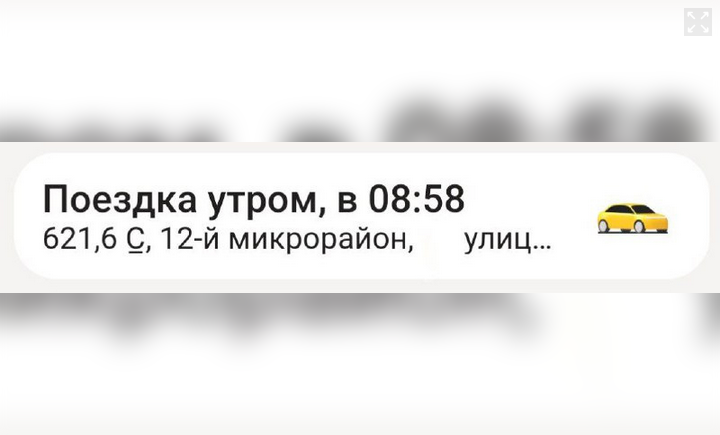 Поездка утром, в 08:58
621,6 С̲, 12-й микрорайон, улиц...